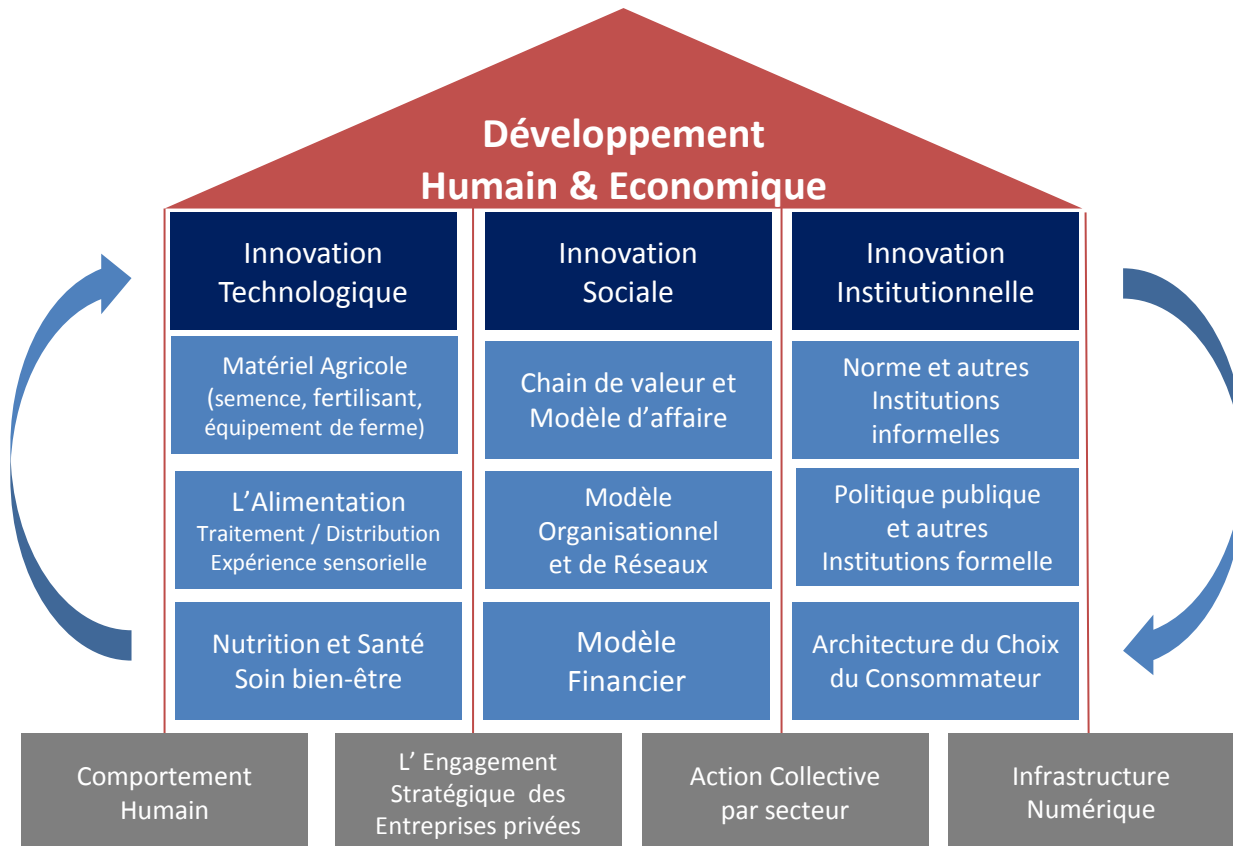 Développement
Humain & Economique
Innovation
Technologique
Innovation
Sociale
Innovation
Institutionnelle
Matériel Agricole
(semence, fertilisant,
équipement de ferme)
Chain de valeur et
Modèle d’affaire
Norme et autres
Institutions
informelles
L’Alimentation
Traitement / Distribution
Expérience sensorielle
Modèle
Organisationnel
et de Réseaux
Politique publique
et autres
Institutions formelle
Nutrition et Santé
Soin bien-être
Modèle
Financier
Architecture du Choix
du Consommateur
Comportement
Humain
L’ Engagement
Stratégique des
Entreprises privées
Action Collective
par secteur
Infrastructure
Numérique